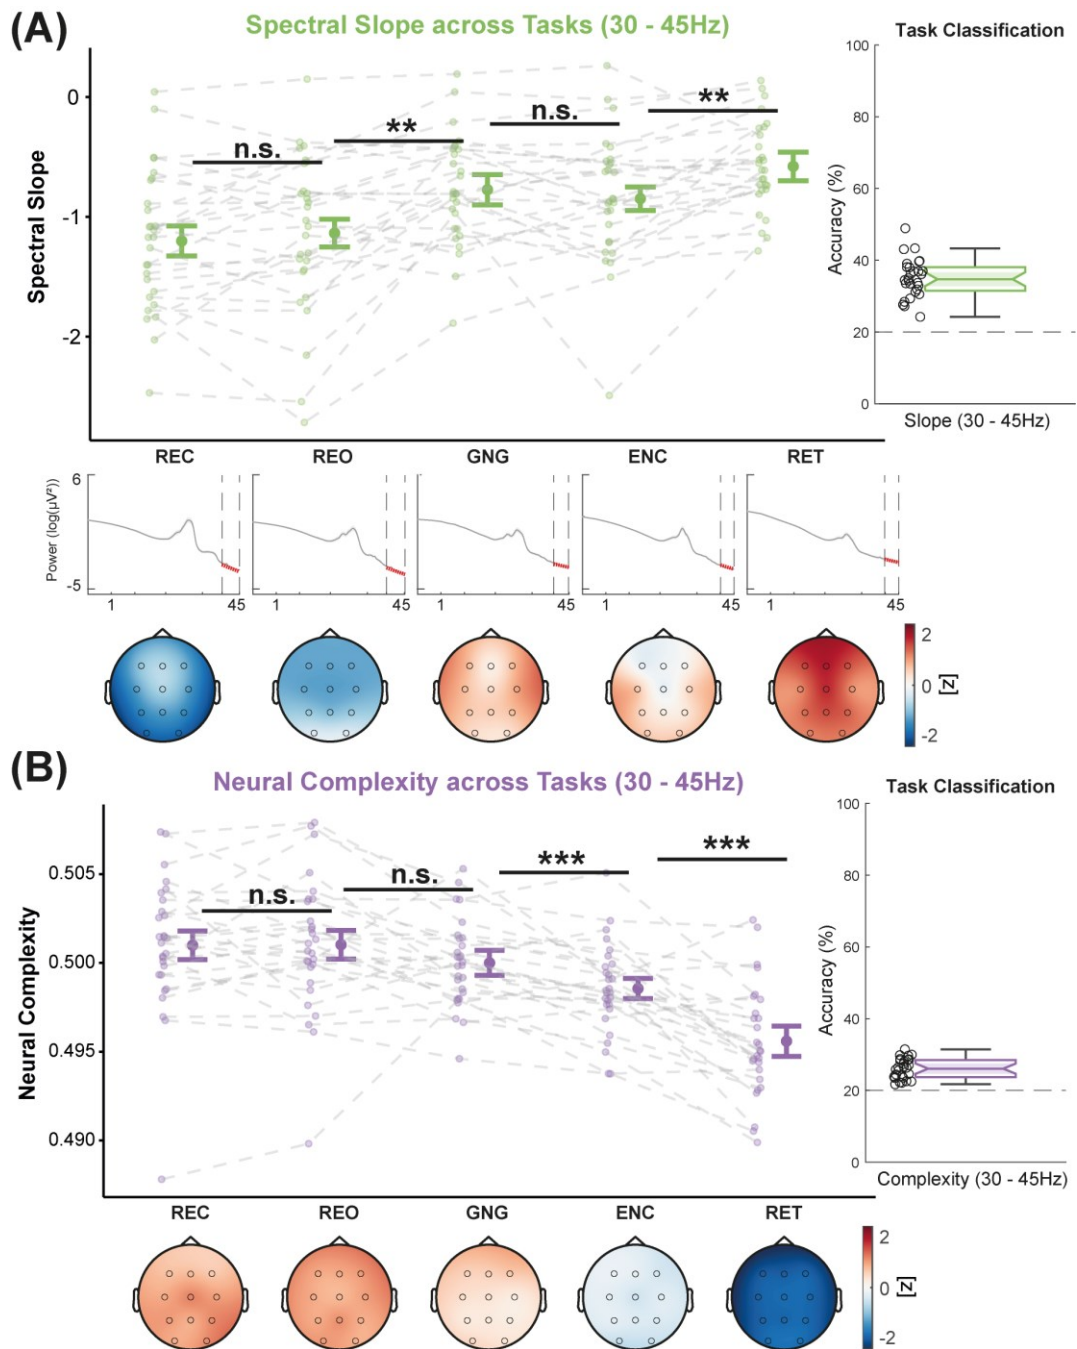 (A)
Spectral Slope across Tasks (30 - 45Hz)
Task Classification
Spectral Slope
0
-1
-2
n.s.
**
n.s.
**
Accuracy (%)
100
80
60
40
20
0
Slope (30 - 45Hz)
REC REO GNG ENC RET
Power (log(μV²))
6
-5
1 45 1 45 1 45 1 45 1 45
2
0
-2
[z]
(B)
Neural Complexity across Tasks (30 - 45Hz)
Task Classification
Neural Complexity
0.505
0.500
0.495
0.490
n.s.
n.s.
***
***
Accuracy (%)
100
80
60
40
20
0
Complexity (30 - 45Hz)
REC REO GNG ENC RET
2
0
-2
[z]